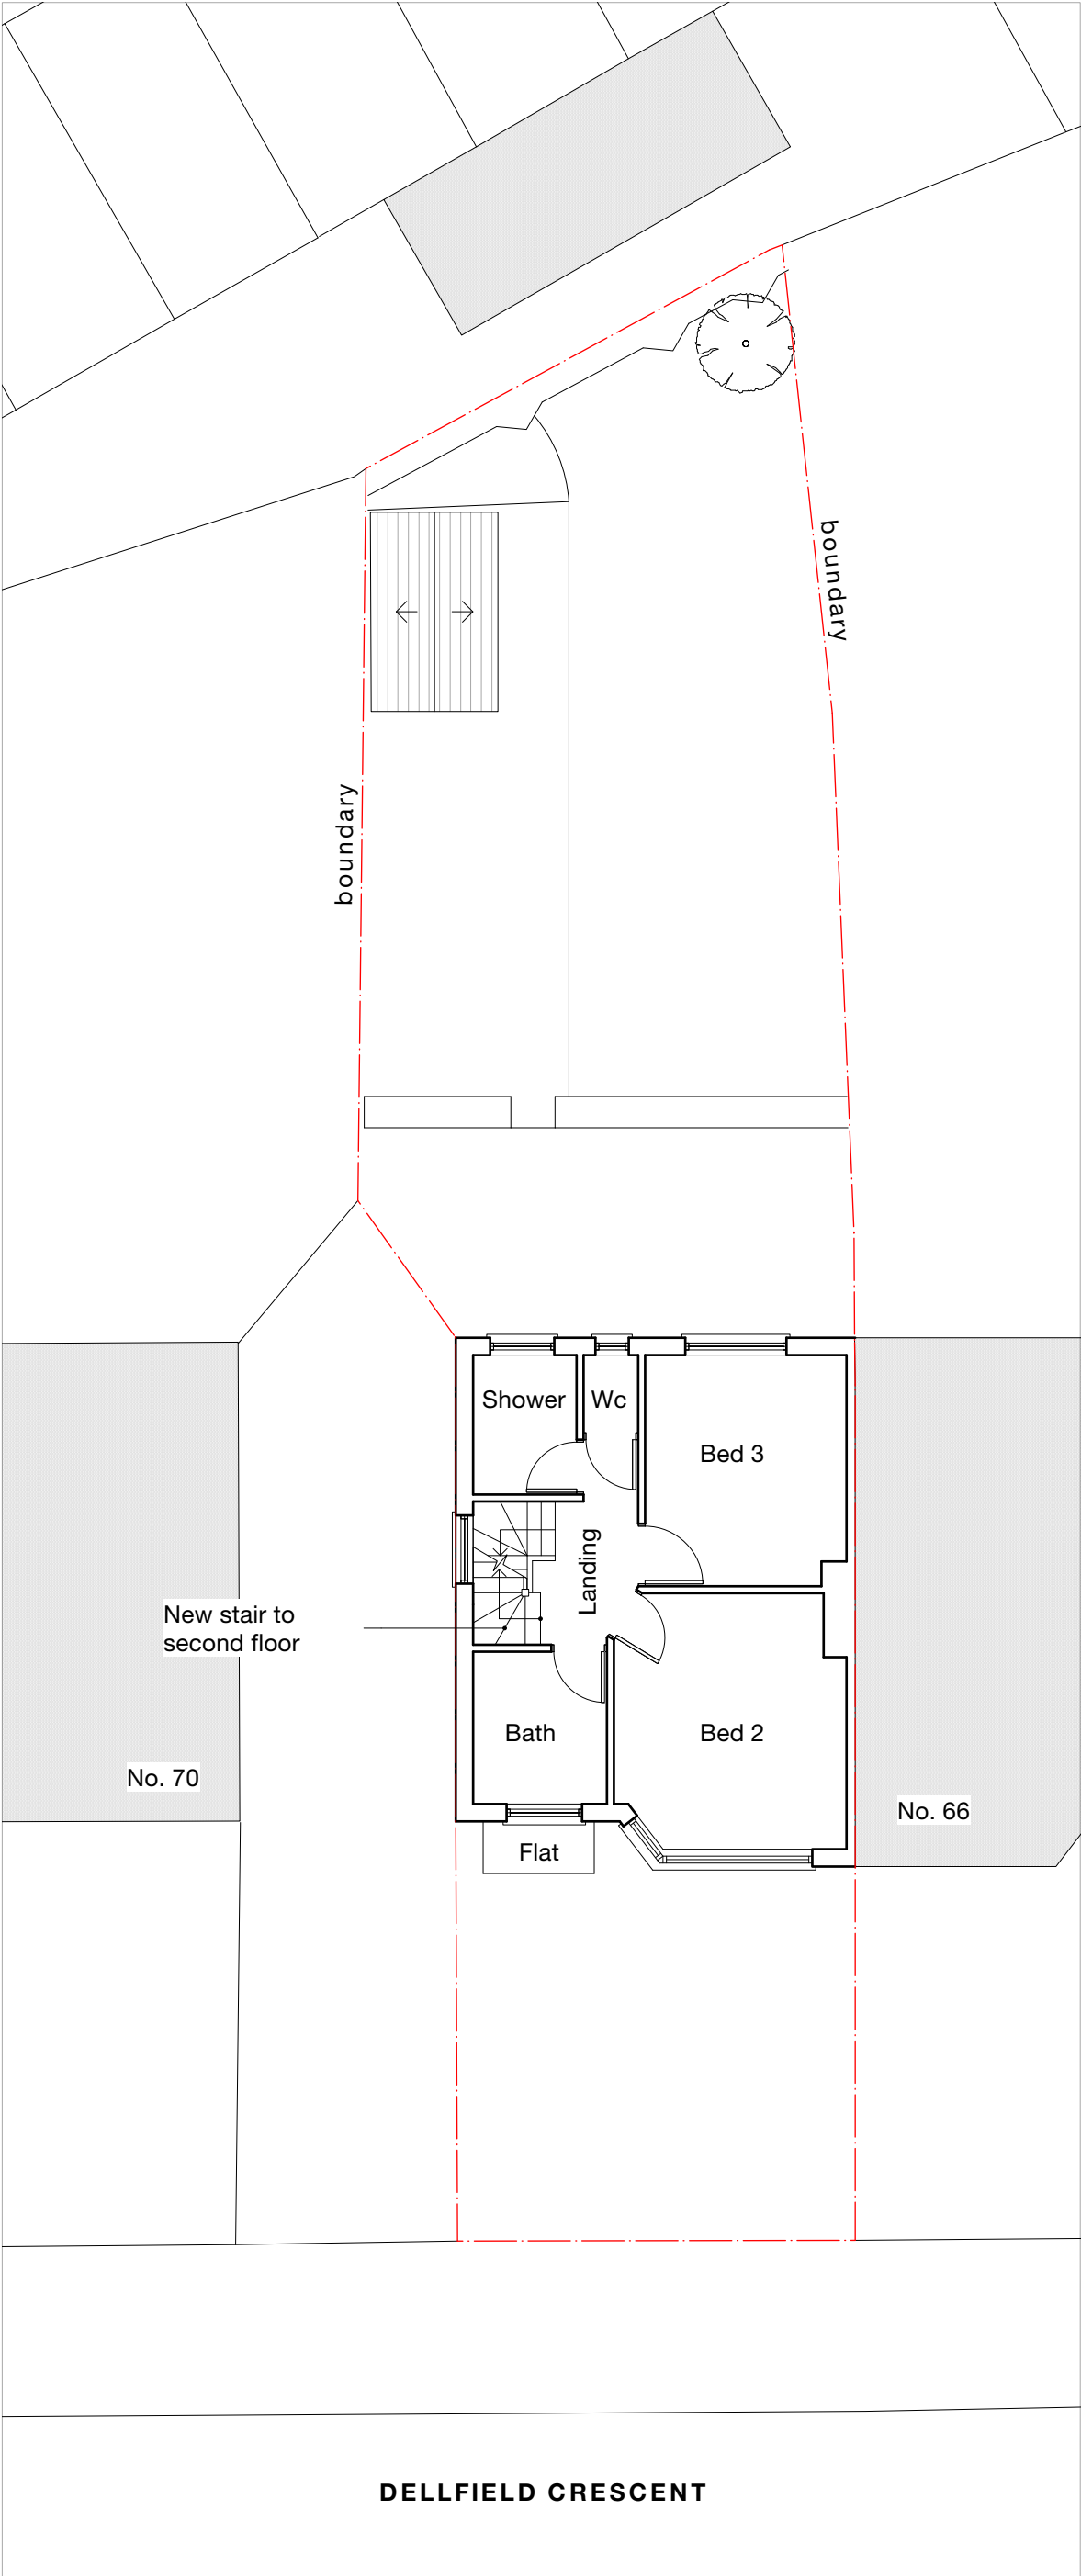 boundary
boundary
Shower
Wc
Bed 3
Landing
New stair to
second floor
Bath
Bed 2
No. 70
No. 66
Flat
DELLFIELD CRESCENT